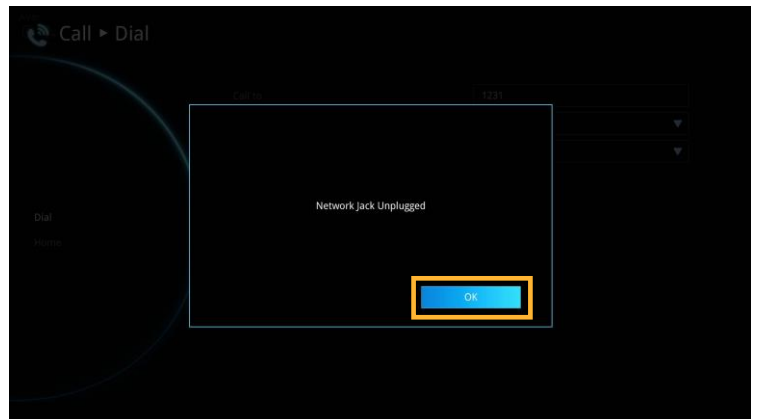 Call ▸ Dial
Call to 1231
Network Jack Unplugged
Dial
Home
OK